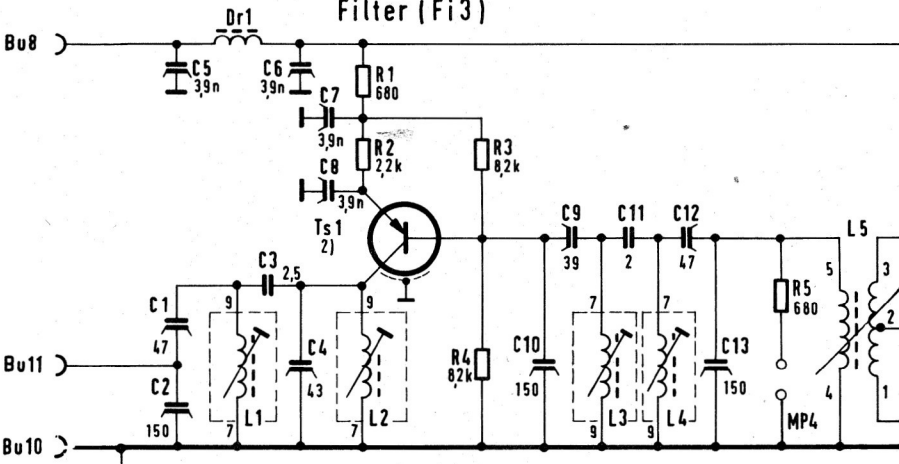 Filter (Fi3)
Bu8
Dr1
C5
3,9n
C6
3,9n
R1
680
C7
3,9n
R2
2,2k
R3
8,2k
C8
3,9n
Ts1
2)
C9
39
C11
2
C12
47
L5
C3
2,5
C1
47
9
9
7
7
R5
680
5
3
2
Bu11
C2
150
C4
43
R4
82k
C10
150
C13
150
4
1
L1
L2
L3
L4
MP4
7
7
9
9
Bu10